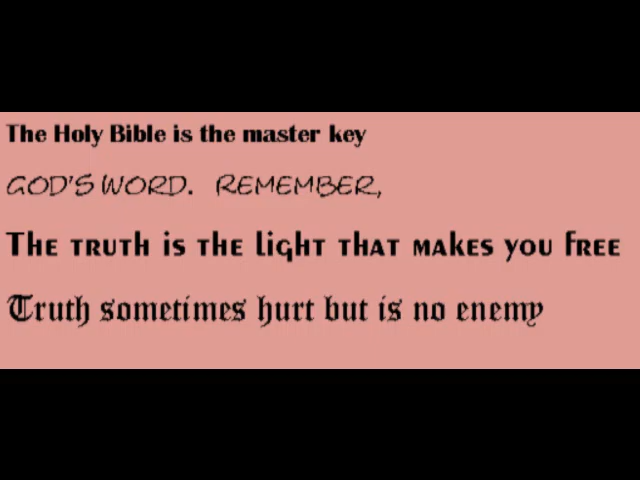 The Holy Bible is the master key
GOD'S WORD. REMEMBER,
The truth is the light that makes you free
Truth sometimes hurt but is no enemy